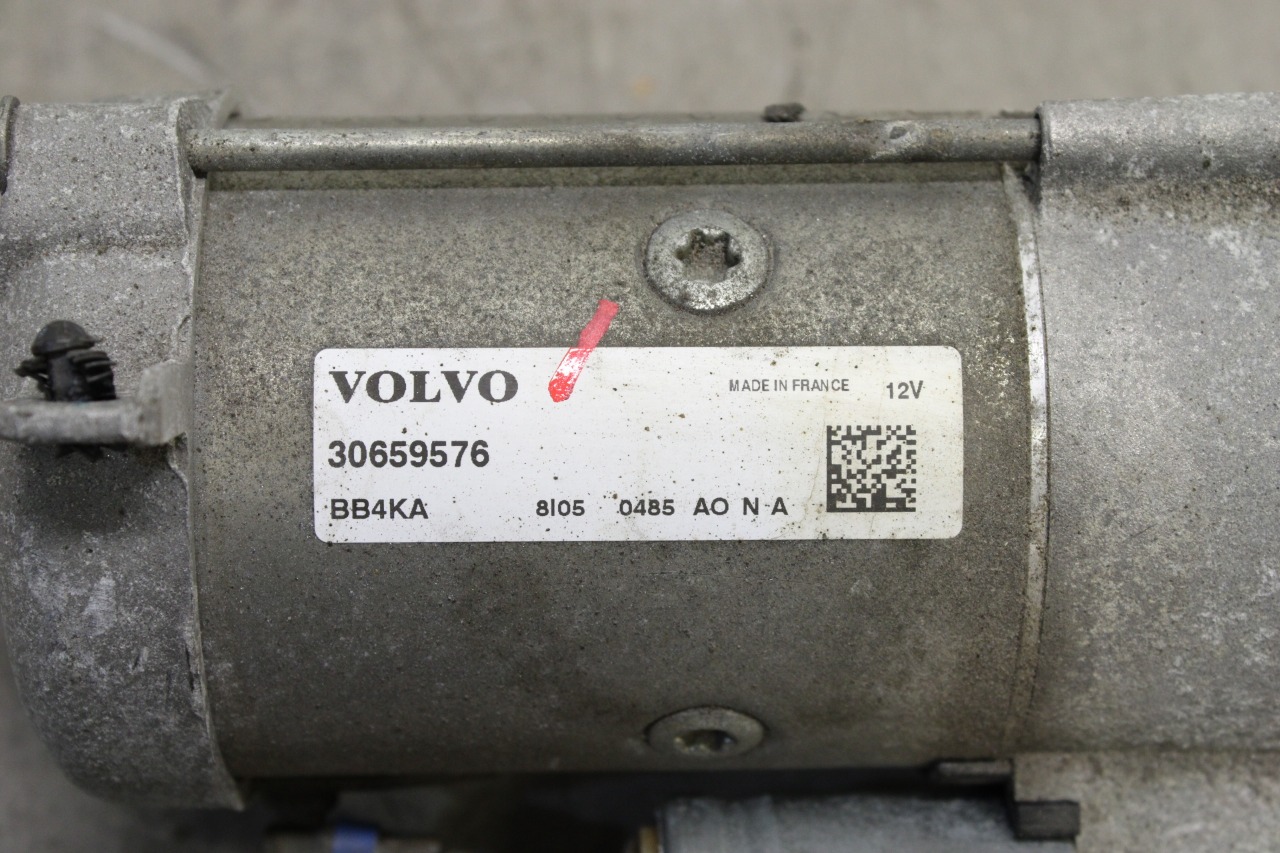 VOLVO MADE IN FRANCE 12V
30659576
BB4KA 8I05 0485 AO N A